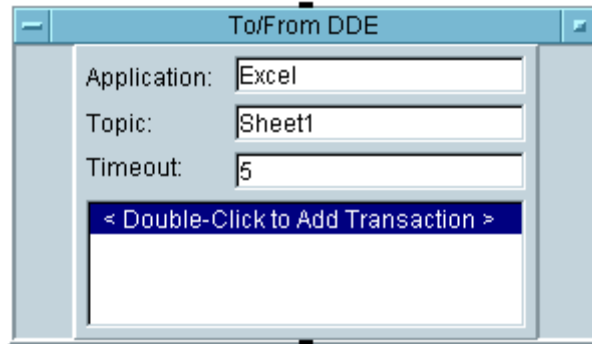 To/From DDE
Application: Excel
Topic: Sheet1
Timeout: 5
< Double-Click to Add Transaction >